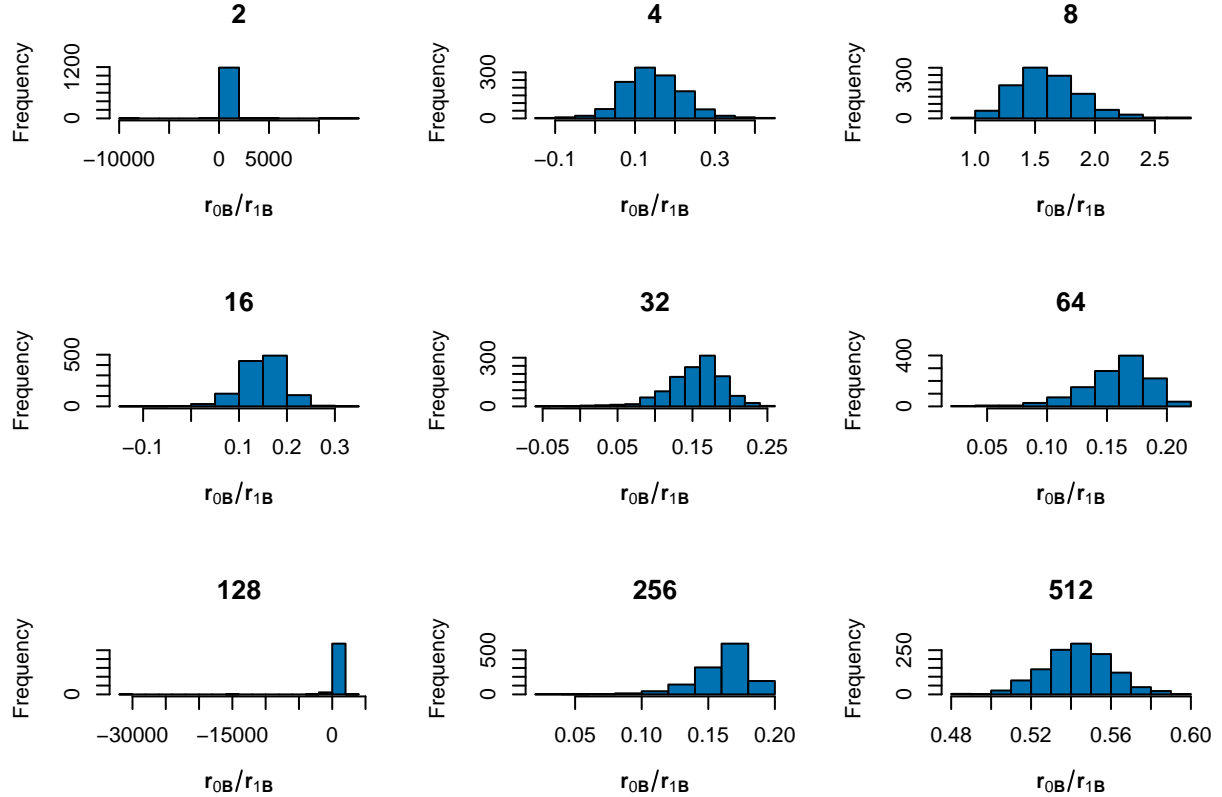 2
Frequency
1200
0
−10000 0 5000
r0B/r1B
4
Frequency
300
0
−0.1 0.1 0.3
r0B/r1B
8
Frequency
300
0
1.0 1.5 2.0 2.5
r0B/r1B
16
Frequency
500
0
−0.1 0.1 0.2 0.3
r0B/r1B
32
Frequency
300
0
−0.05 0.05 0.15 0.25
r0B/r1B
64
Frequency
400
0
0.05 0.10 0.15 0.20
r0B/r1B
128
Frequency
0
−30000 −15000 0
r0B/r1B
256
Frequency
500
0
0.05 0.10 0.15 0.20
r0B/r1B
512
Frequency
250
0
0.48 0.52 0.56 0.60
r0B/r1B